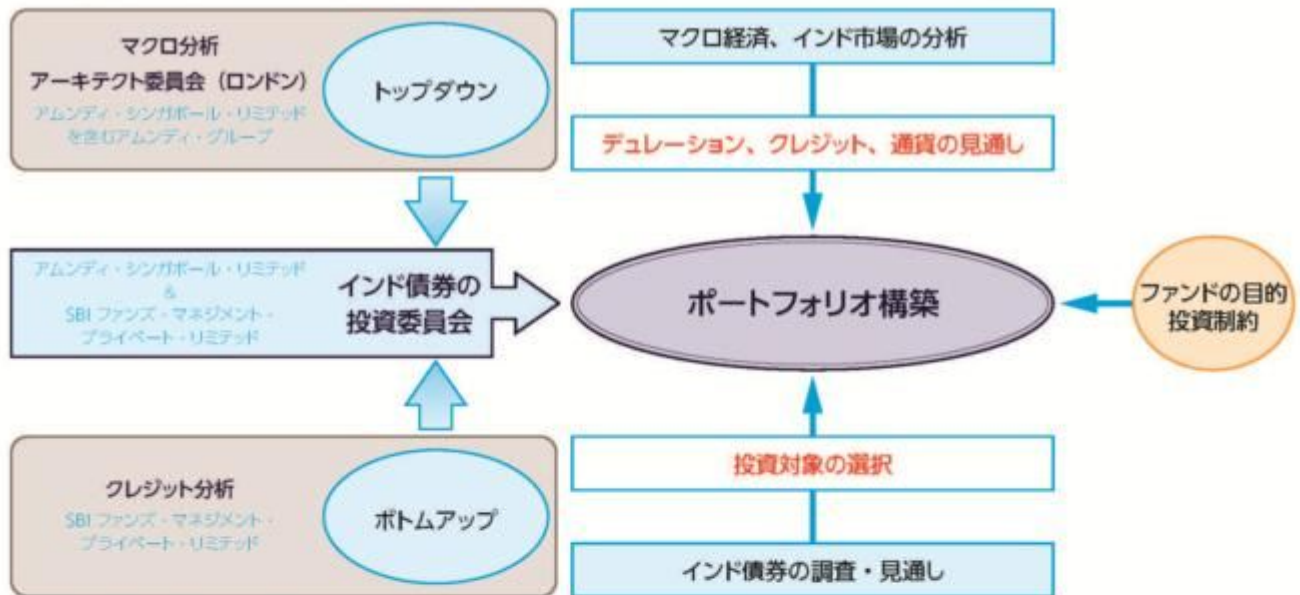 マクロ分析
アーキテクト委員会（ロンドン）
アムンディ・シンガポール・リミテッド
を含むアムンディ・グループ
トップダウン
マクロ経済、インド市場の分析
デュレーション、クレジット、通貨の見通し
アムンディ・シンガポール・リミテッド
&
SBI ファンズ・マネジメント・
プライベート・リミテッド
インド債券の
投資委員会
ポートフォリオ構築
ファンドの目的
投資制約
クレジット分析
SBI ファンズ・マネジメント・
プライベート・リミテッド
ボトムアップ
投資対象の選択
インド債券の調査・見通し